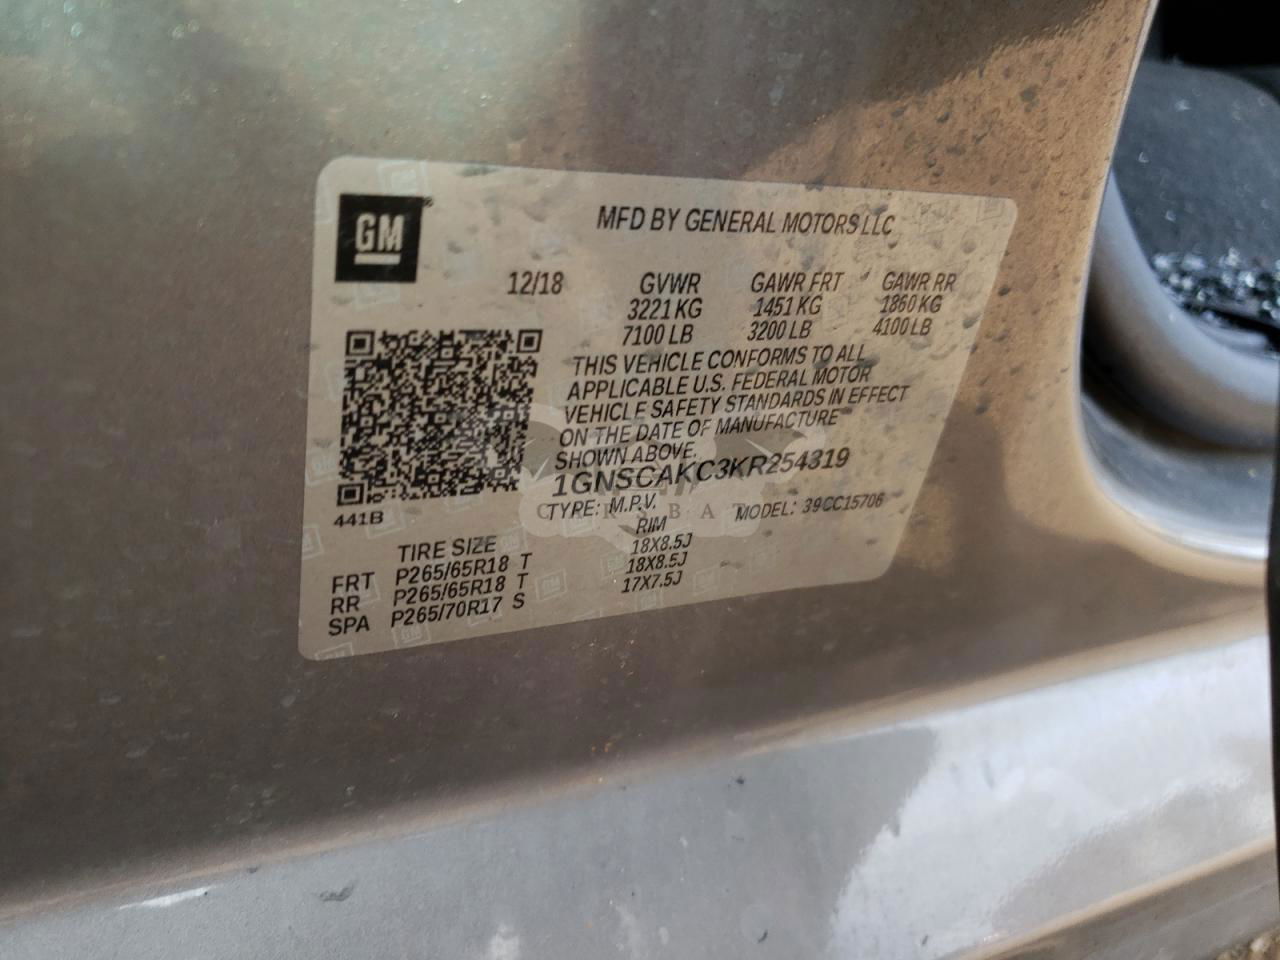 GM
MFD BY GENERAL MOTORS LLC
12/18 GVWR GAWR FRT GAWR RR
3221 KG 1451 KG 1860 KG
7100 LB 3200 LB 4100 LB
THIS VEHICLE CONFORMS TO ALL
APPLICABLE U.S. FEDERAL MOTOR
VEHICLE SAFETY STANDARDS IN EFFECT
ON THE DATE OF MANUFACTURE
SHOWN ABOVE.
1GNSCAKC3KR254319
TYPE: M.P.V. MODEL: 39CC15706
441B
TIRE SIZE RIM
FRT P265/65R18 T 18X8.5J
RR P265/65R18 T 18X8.5J
SPA P265/70R17 S 17X7.5J